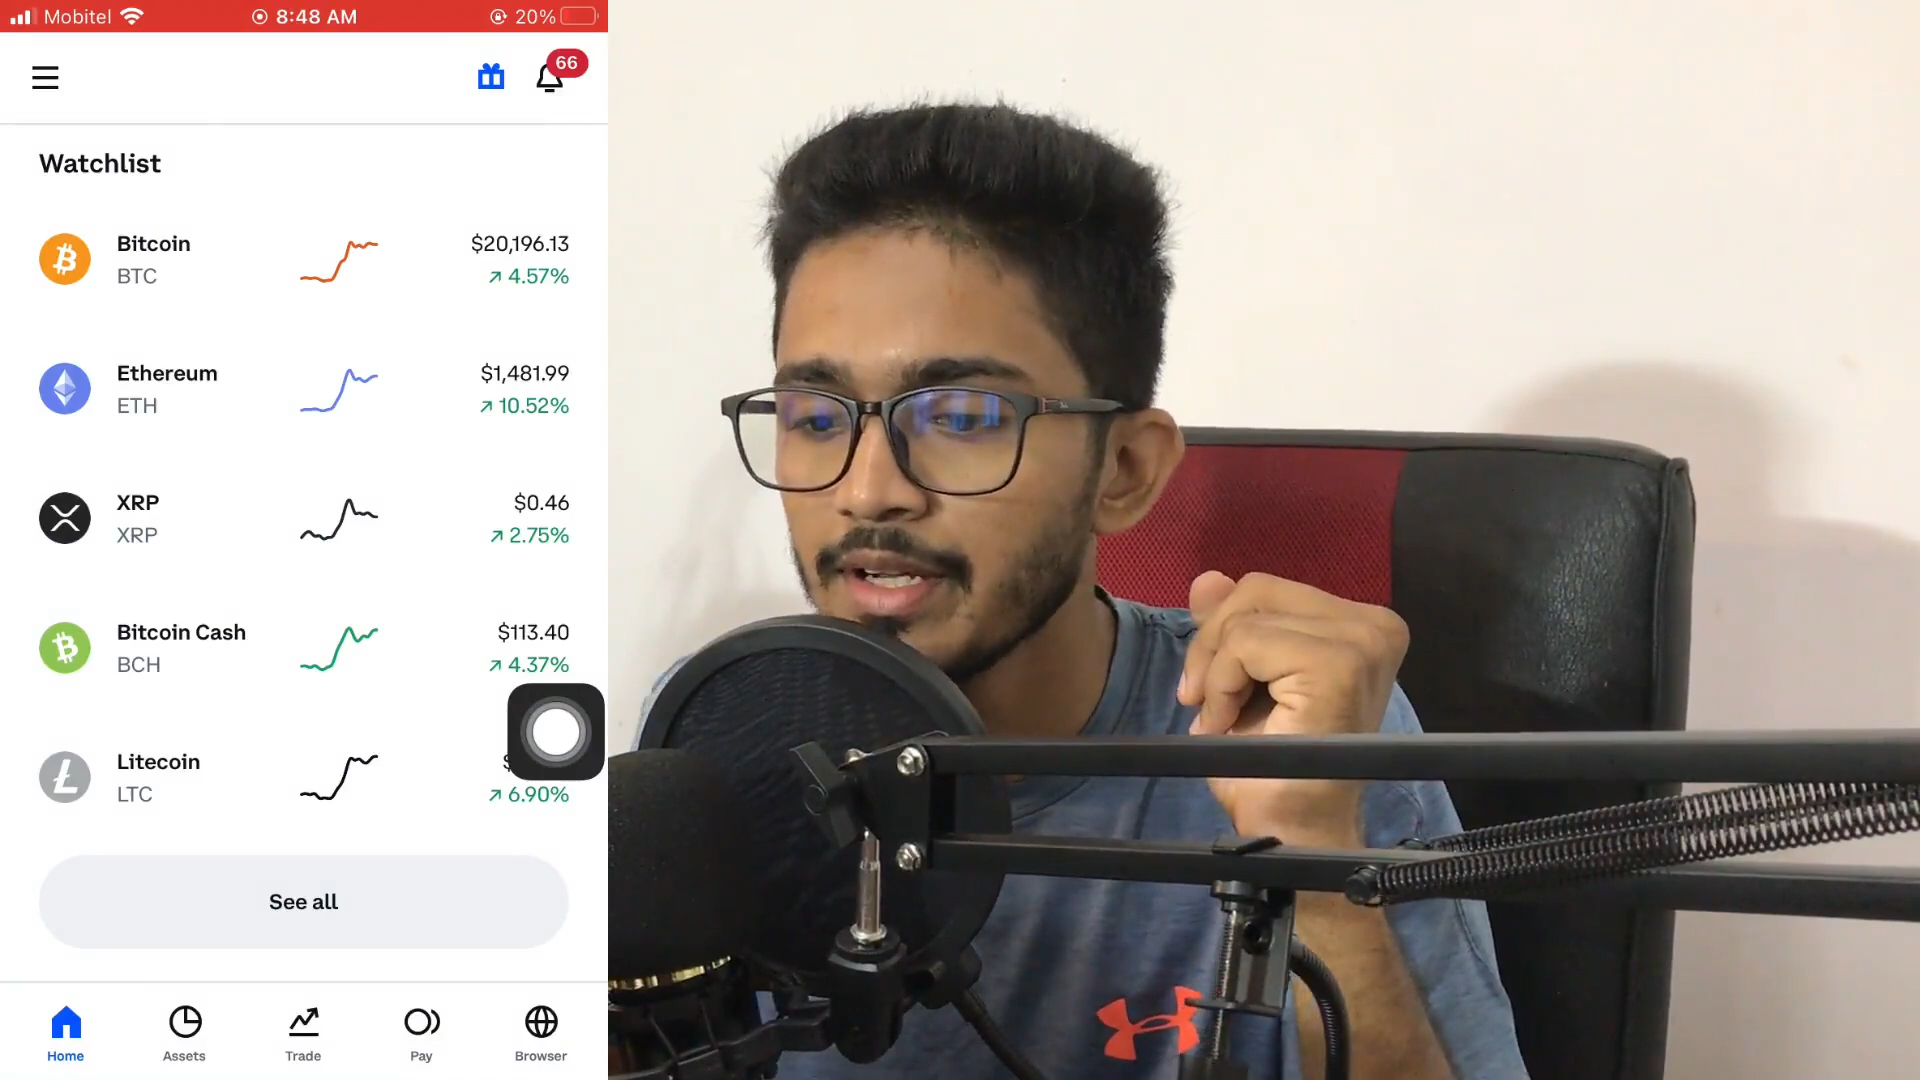 Mobitel 8:48 AM 20%
66
Watchlist
Bitcoin $20,196.13
BTC 4.57%
Ethereum $1,481.99
ETH 10.52%
XRP $0.46
XRP 2.75%
Bitcoin Cash $113.40
BCH 4.37%
Litecoin $
LTC 6.90%
See all
Home Assets Trade Pay Browser